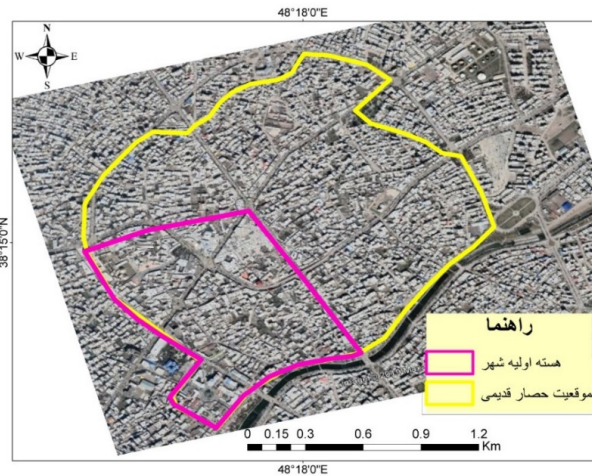 48°18'0"E
N
W E
S
38°15'0"N
راهنما
هسته اولیه شهر
موقعیت حصار قدیمی
0 0.15 0.3 0.6 0.9 1.2
Km
48°18'0"E